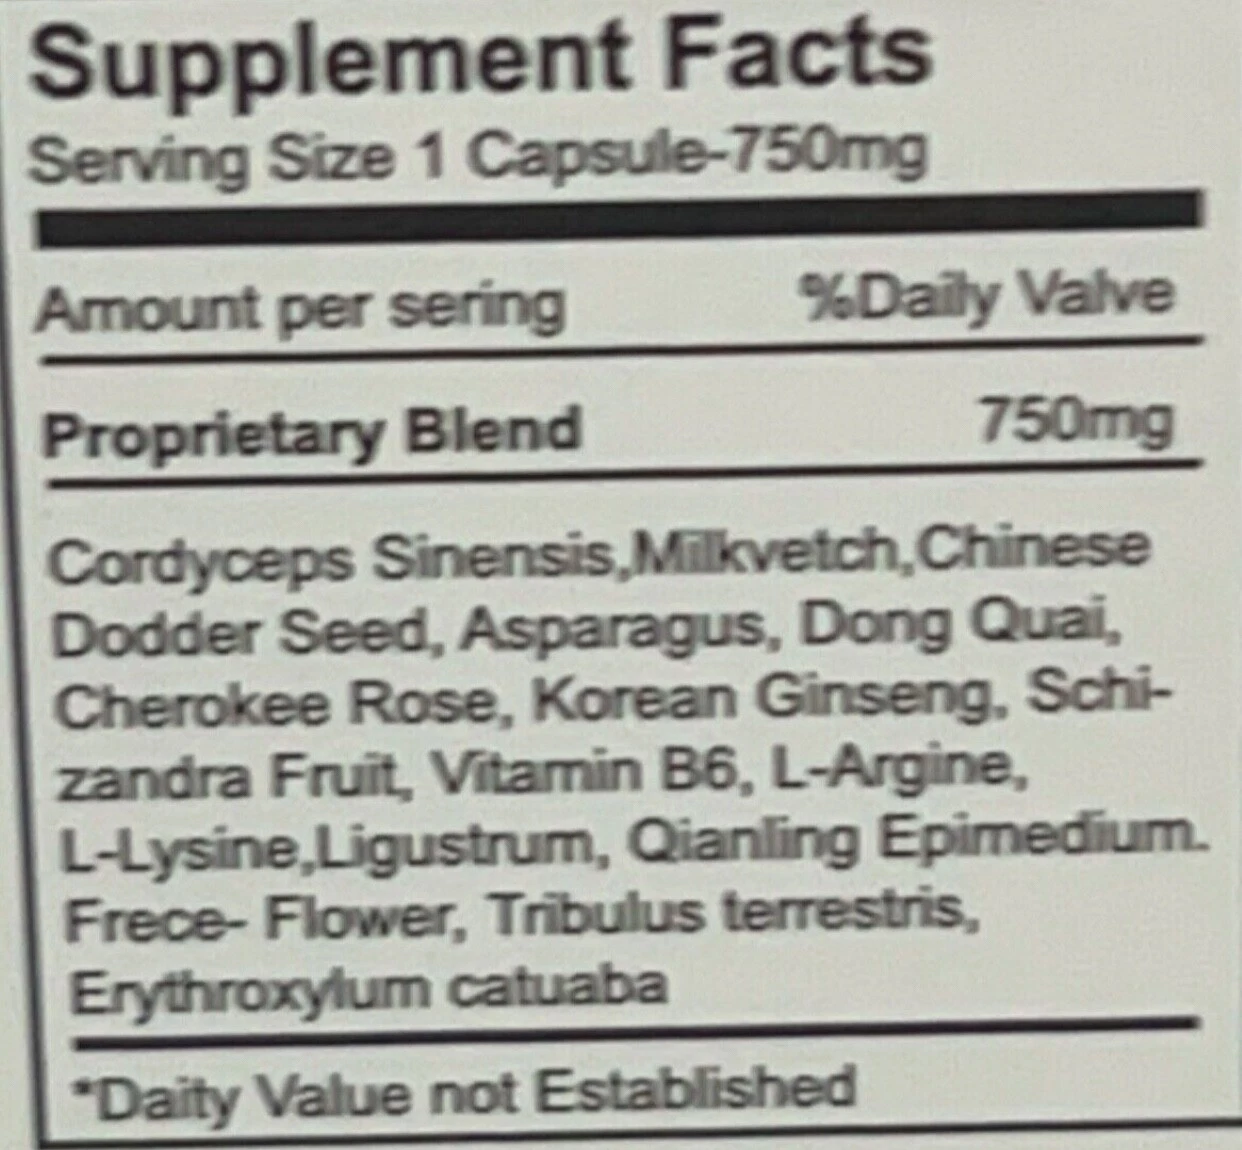 Supplement Facts
Serving Size 1 Capsule-750mg
Amount per sering %Daily Valve
Proprietary Blend 750mg
Cordyceps Sinensis,Milkvetch,Chinese
Dodder Seed, Asparagus, Dong Quai,
Cherokee Rose, Korean Ginseng, Schi-
zandra Fruit, Vitamin B6, L-Argine,
L-Lysine,Ligustrum, Qianling Epimedium.
Frece- Flower, Tribulus terrestris,
Erythroxylum catuaba
*Daity Value not Established